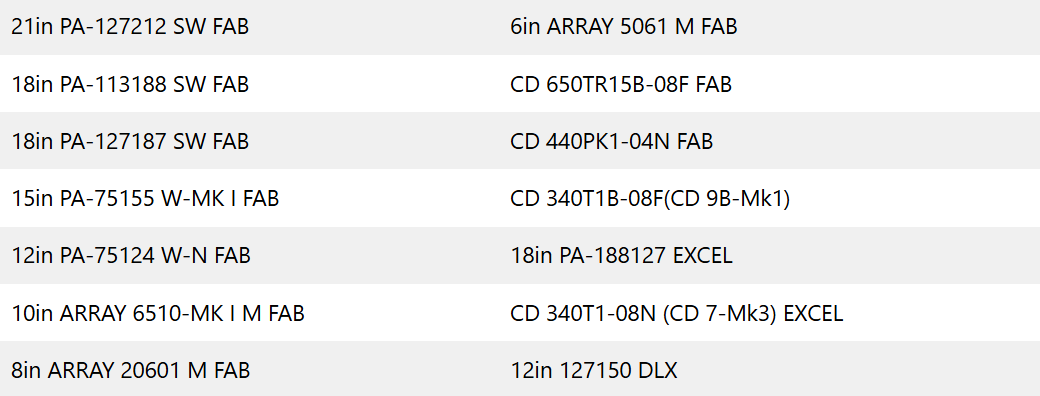 21in PA-127212 SW FAB
6in ARRAY 5061 M FAB
18in PA-113188 SW FAB
CD 650TR15B-08F FAB
18in PA-127187 SW FAB
CD 440PK1-04N FAB
15in PA-75155 W-MK I FAB
CD 340T1B-08F(CD 9B-Mk1)
12in PA-75124 W-N FAB
18in PA-188127 EXCEL
10in ARRAY 6510-MK I M FAB
CD 340T1-08N (CD 7-Mk3) EXCEL
8in ARRAY 20601 M FAB
12in 127150 DLX